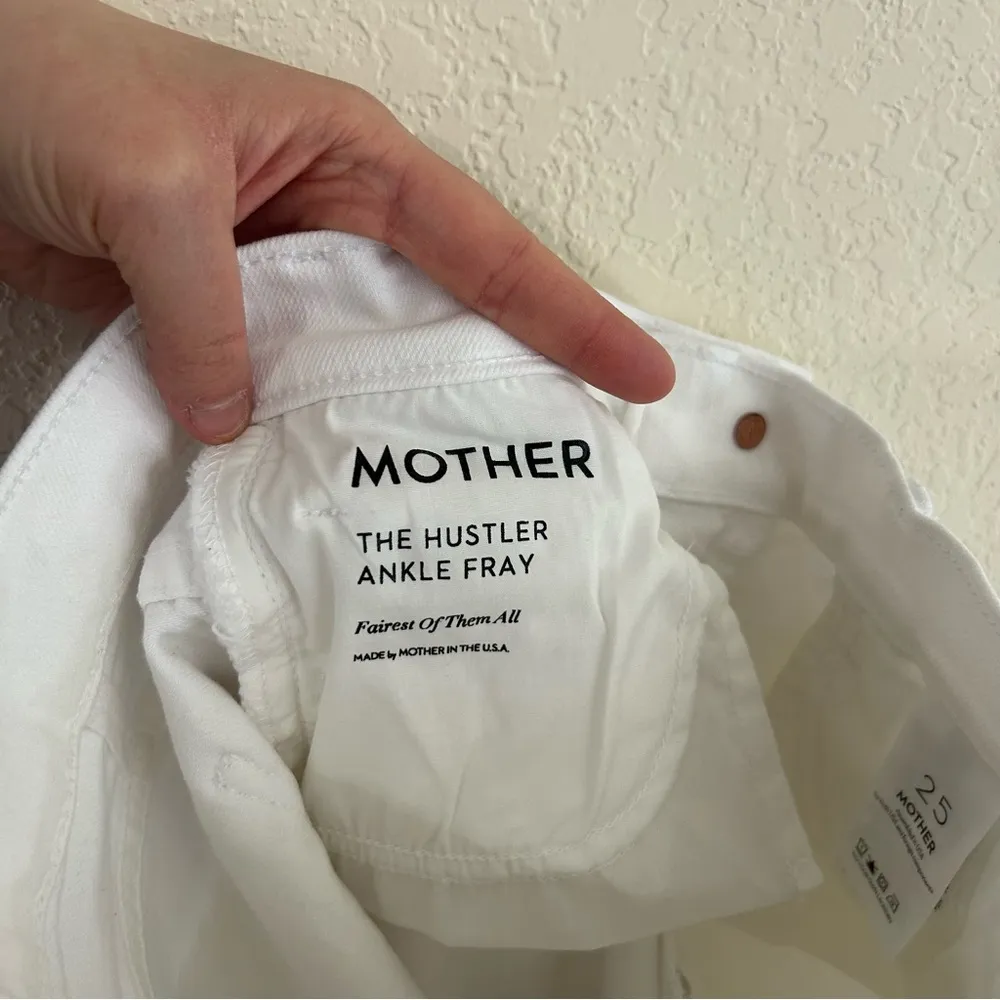 MOTHER
THE HUSTLER
ANKLE FRAY
Fairest Of Them All
MADE by MOTHER IN THE U.S.A.
25
MOTHER